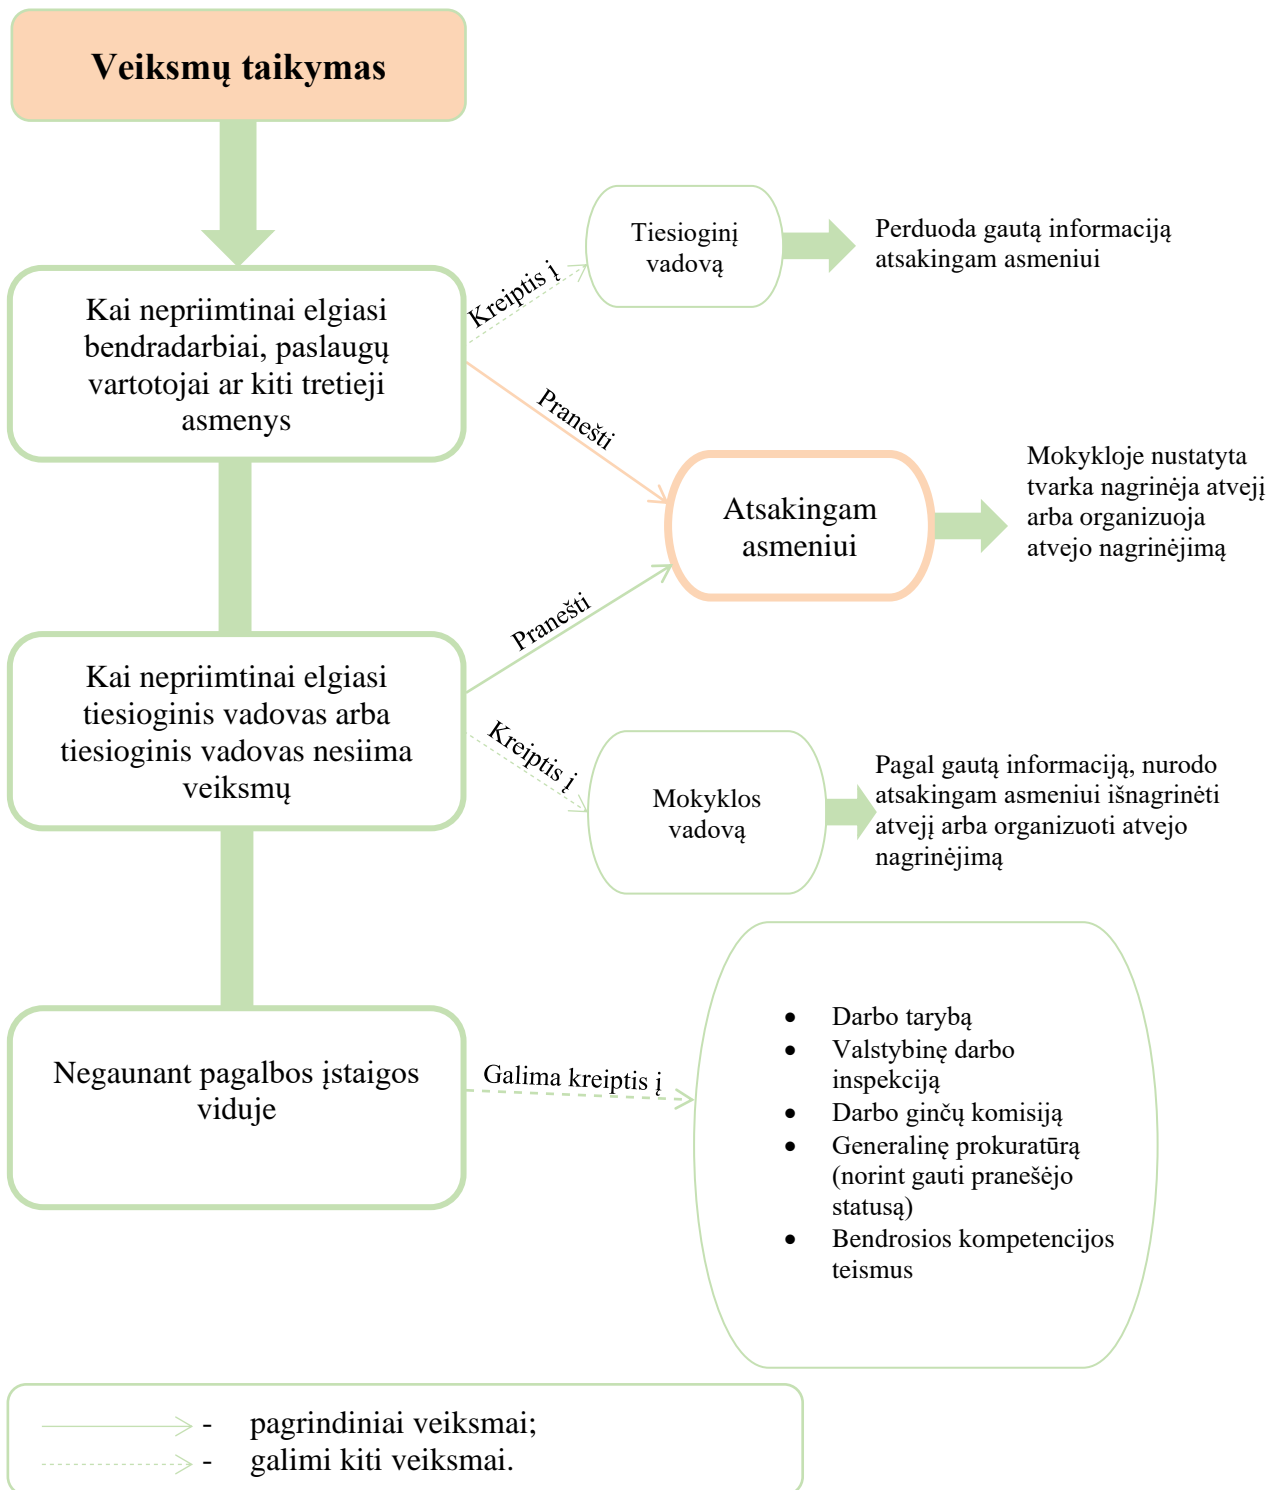 Veiksmų taikymas
Kreiptis į
Tiesioginį
vadovą
Perduoda gautą informaciją
atsakingam asmeniui
Kai nepriimtinai elgiasi
bendradarbiai, paslaugų
vartotojai ar kiti tretieji
asmenys
Pranešti
Atsakingam
asmeniui
Mokykloje nustatyta
tvarka nagrinėja atvejį
arba organizuoja
atvejo nagrinėjimą
Pranešti
Kai nepriimtinai elgiasi
tiesioginis vadovas arba
tiesioginis vadovas nesiima
veiksmų
Kreiptis į
Mokyklos
vadovą
Pagal gautą informaciją, nurodo
atsakingam asmeniui išnagrinėti
atvejį arba organizuoti atvejo
nagrinėjimą
Negaunant pagalbos įstaigos
viduje
Galima kreiptis į
• Darbo tarybą
• Valstybinę darbo
inspekciją
• Darbo ginčų komisiją
• Generalinę prokuratūrą
(norint gauti pranešėjo
statusą)
• Bendrosios kompetencijos
teismus
- pagrindiniai veiksmai;
- galimi kiti veiksmai.